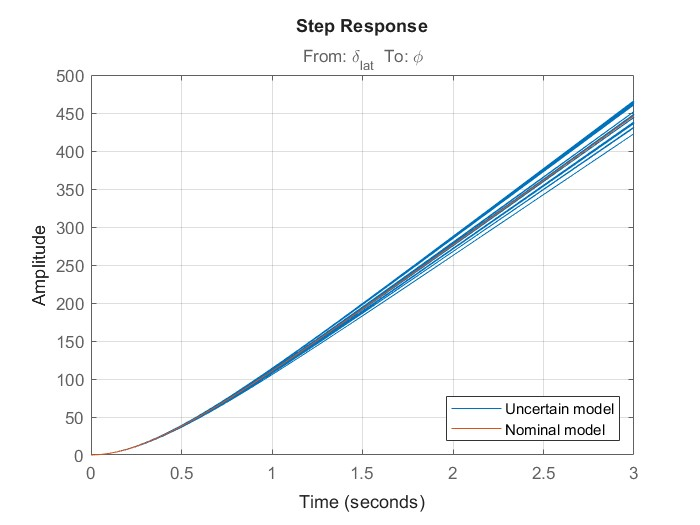 Step Response
From: δlat To: ϕ
500
450
400
350
300
250
200
150
100
50
0
Amplitude
Uncertain model
Nominal model
0 0.5 1 1.5 2 2.5 3
Time (seconds)